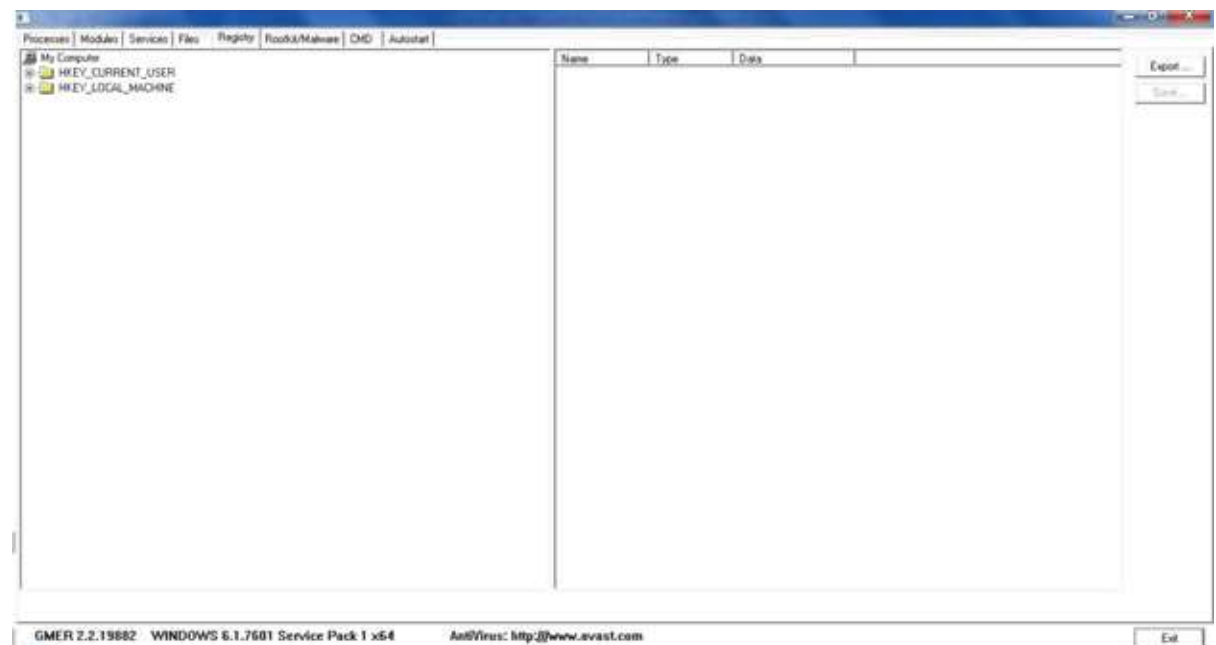 Processes Modules Services Files Registry Rootkit/Malware CMD Autostart
My Computer
HKEY_CURRENT_USER
HKEY_LOCAL_MACHINE
Name Type Data
Export ...
Save ...
GMER 2.2.19882 WINDOWS 6.1.7601 Service Pack 1 x64 AntiVirus: http://www.avast.com
Exit